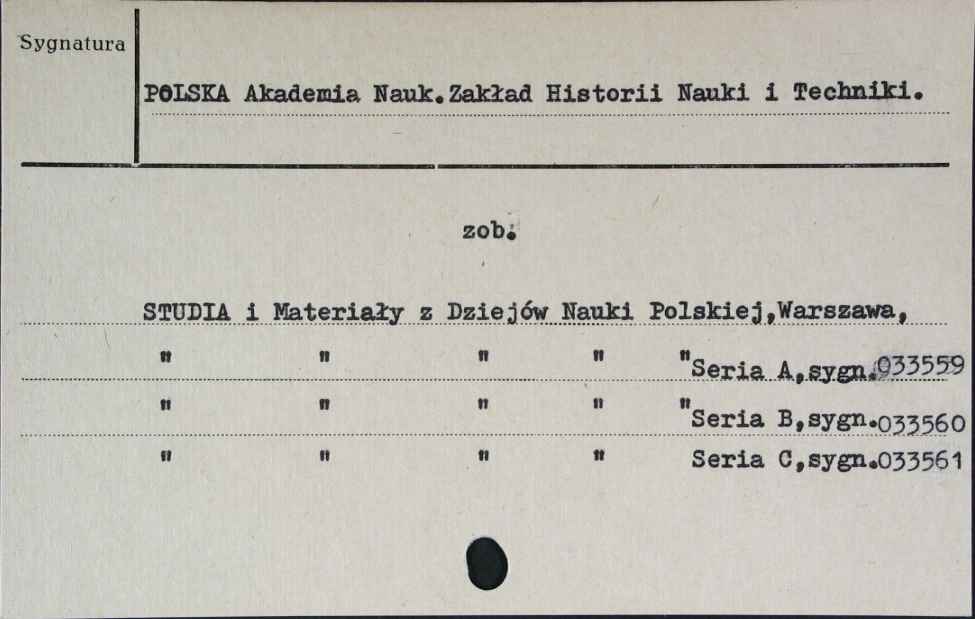 Sygnatura
POLSKA Akademia Nauk.Zakład Historii Nauki i Techniki.
zob.
STUDIA i Materiały z Dziejów Nauki Polskiej,Warszawa,
" " " " " Seria A,sygn.033559
" " " " " Seria B,sygn.033560
" " " " Seria C,sygn.033561